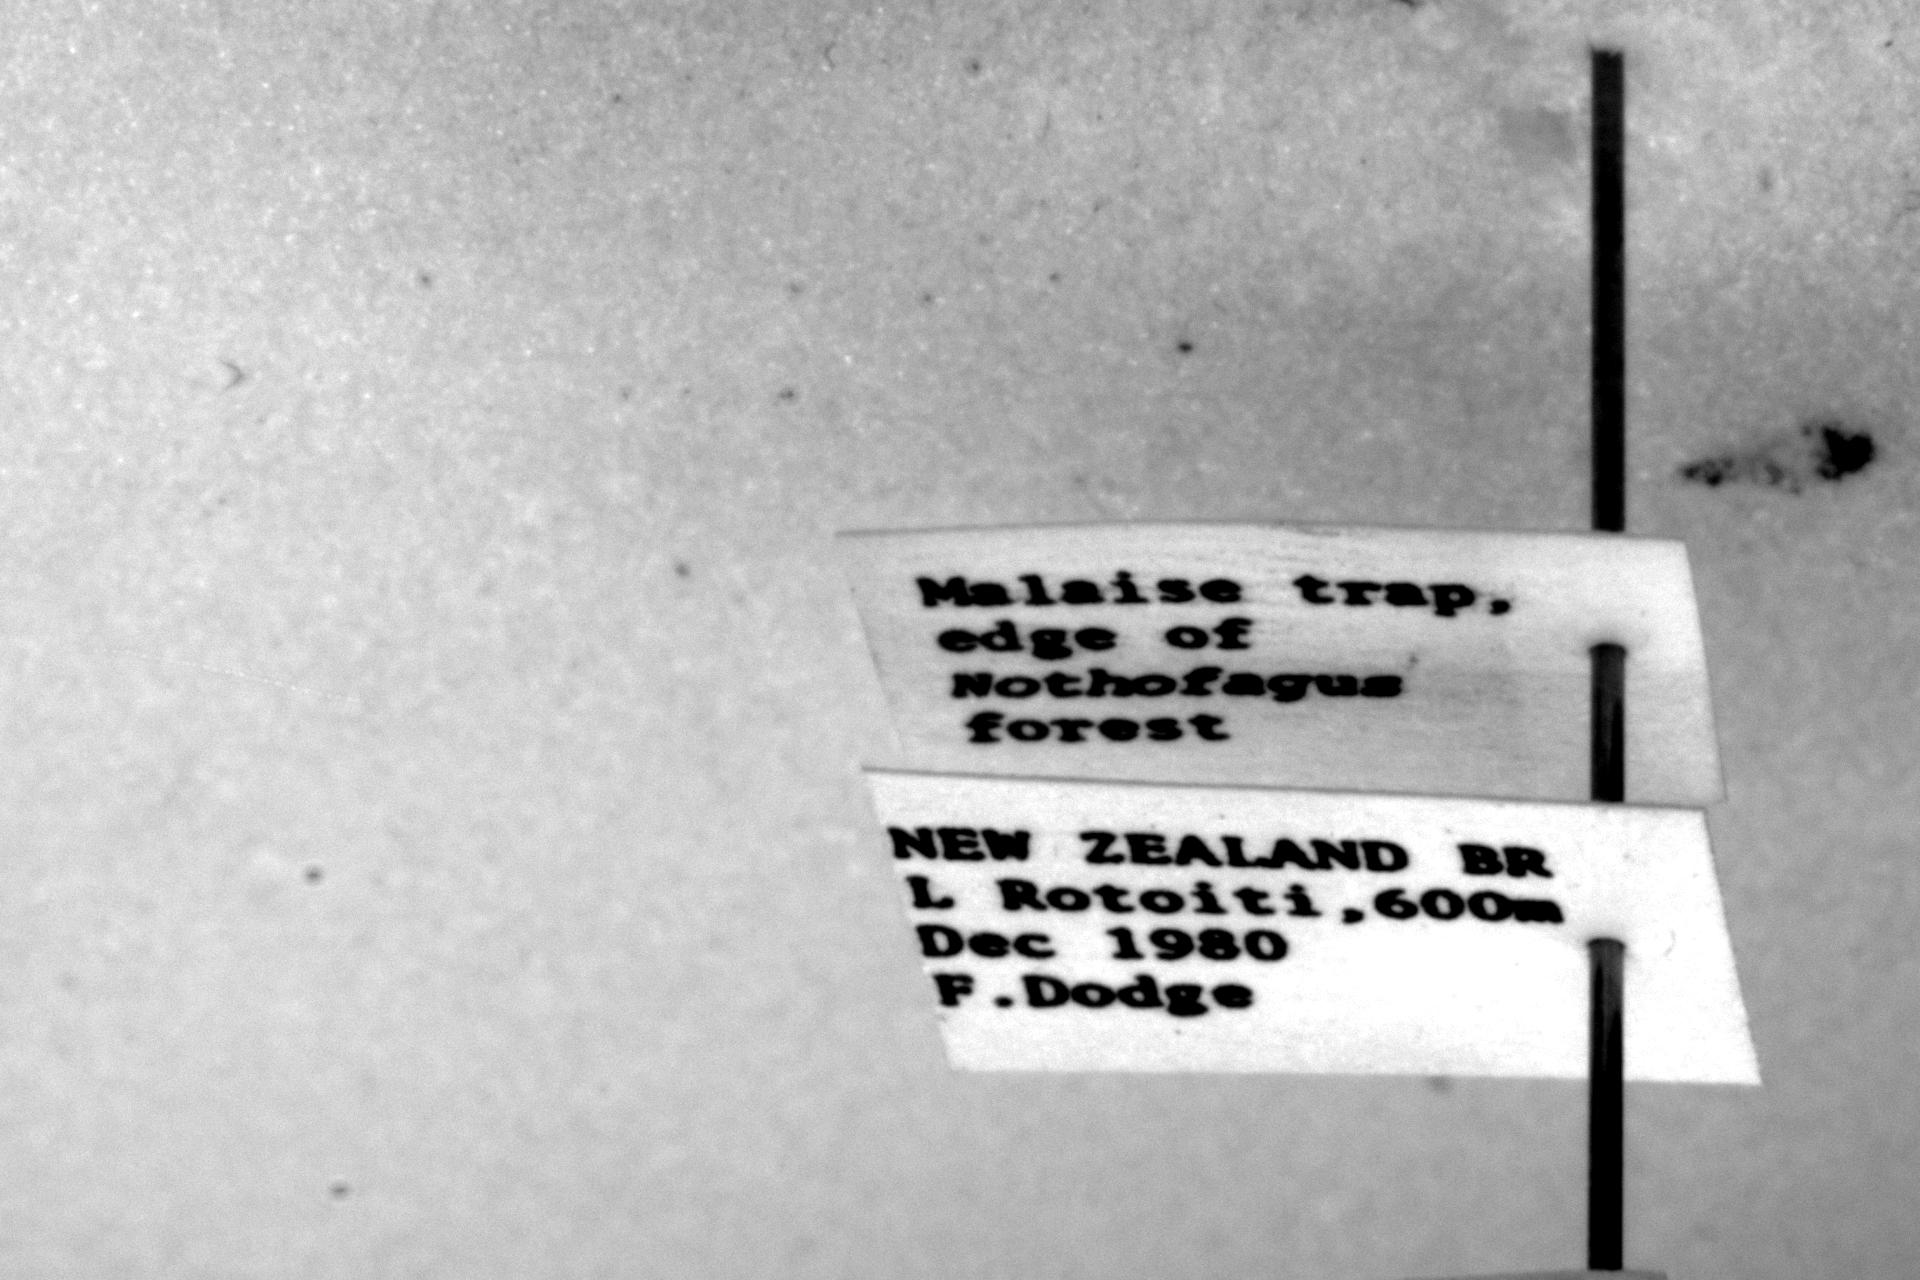 Malaise trap,
edge of
Nothofagus
forest
NEW ZEALAND BR
L Rotoiti,600m
Dec 1980
F.Dodge